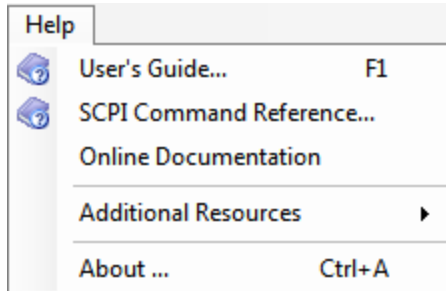 Help
User's Guide... F1
SCPI Command Reference...
Online Documentation
Additional Resources
About ... Ctrl+A